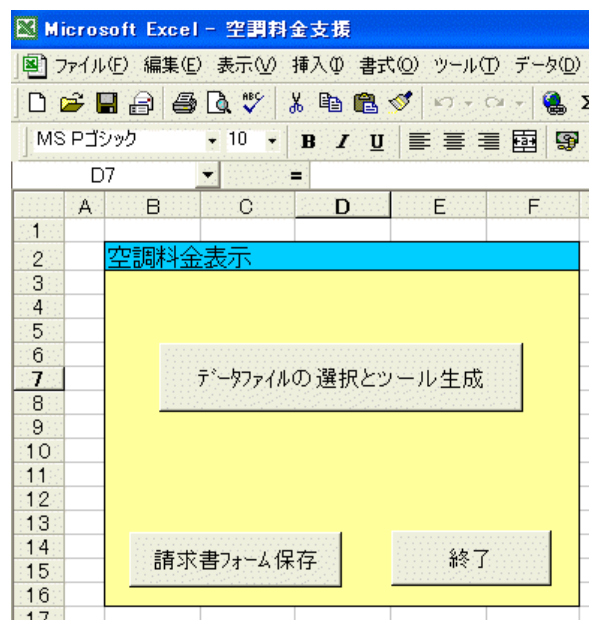 Microsoft Excel - 空調料金支援
ファイル(F) 編集(E) 表示(V) 挿入(I) 書式(O) ツール(T) データ(D)
ABC
MS Pゴシック 10 B I U
D7 =
A B C D E F
1
2 空調料金表示
3
4
5
6
7 ﾃﾞｰﾀﾌｧｲﾙの選択とツール生成
8
9
10
11
12
13
14
15 請求書ﾌｫｰﾑ保存 終了
16
17